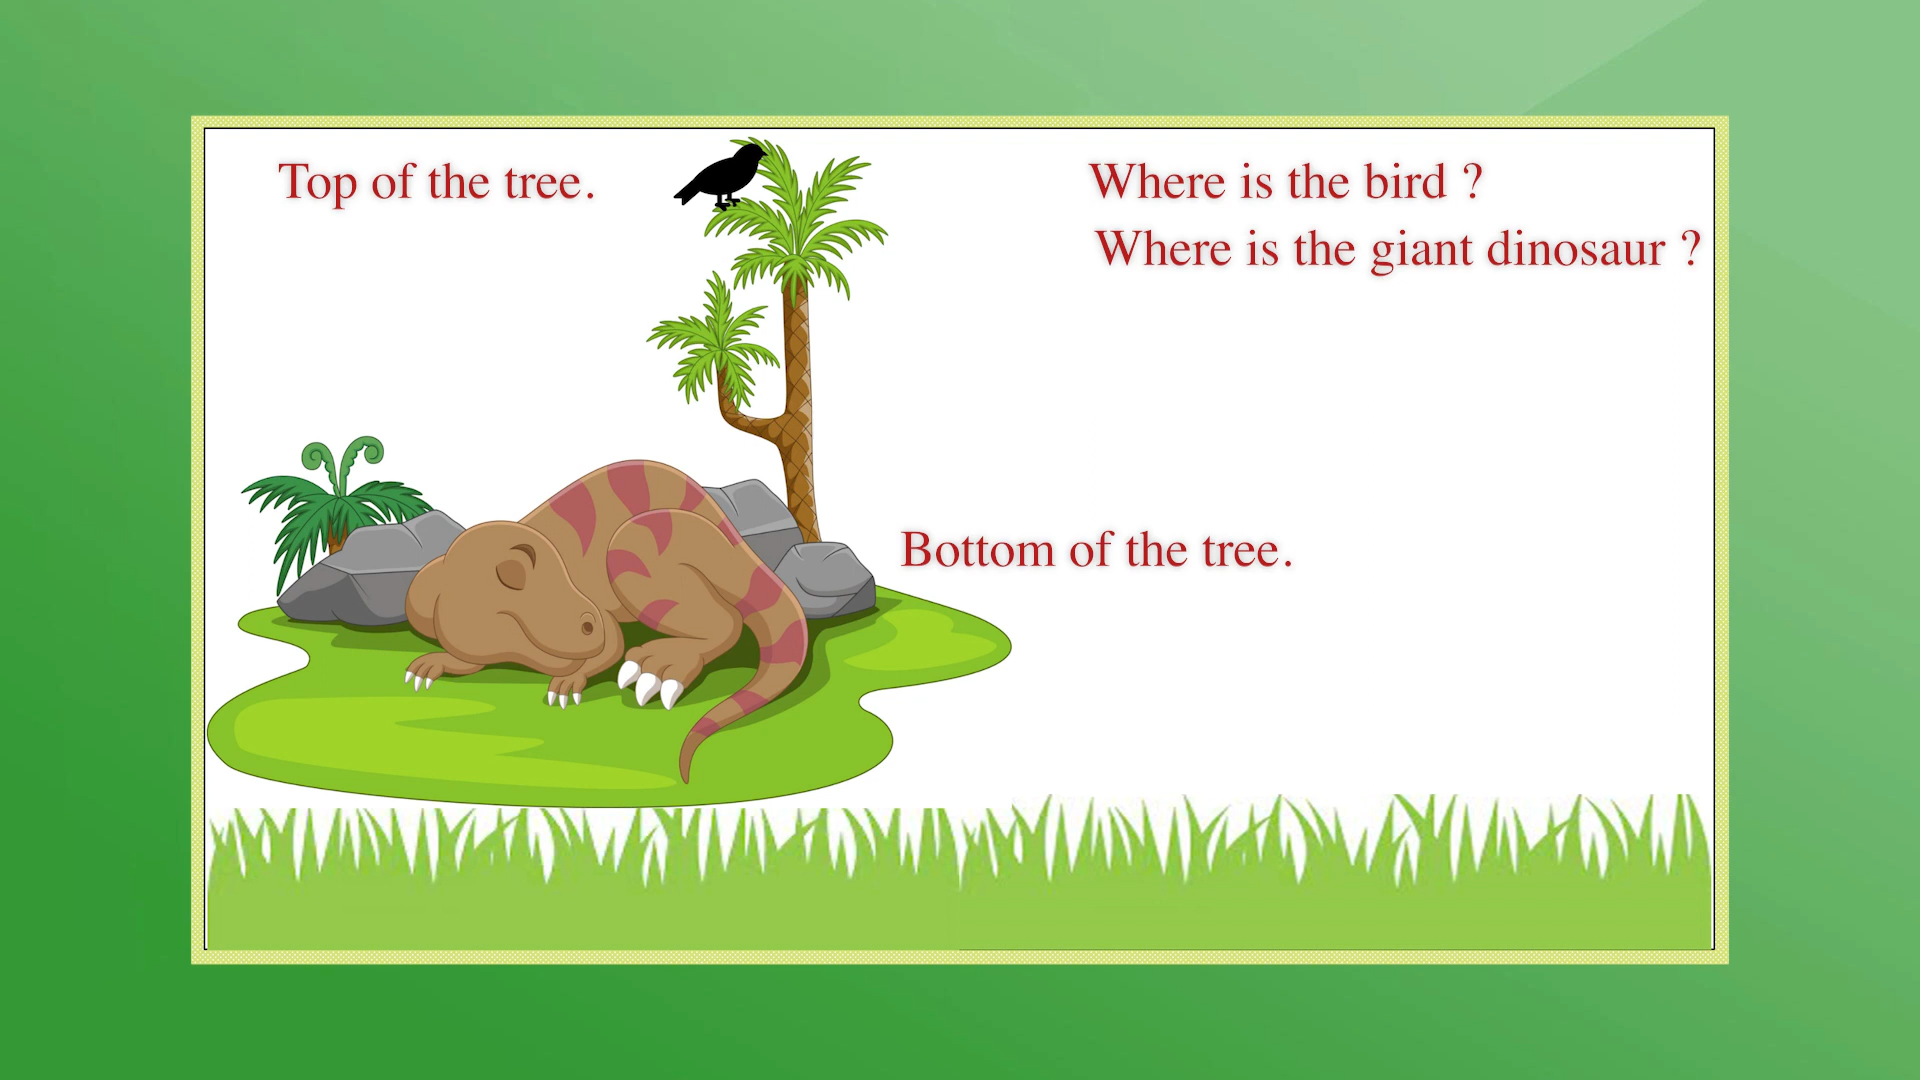 Top of the tree.
Where is the bird ?
Where is the giant dinosaur ?
Bottom of the tree.